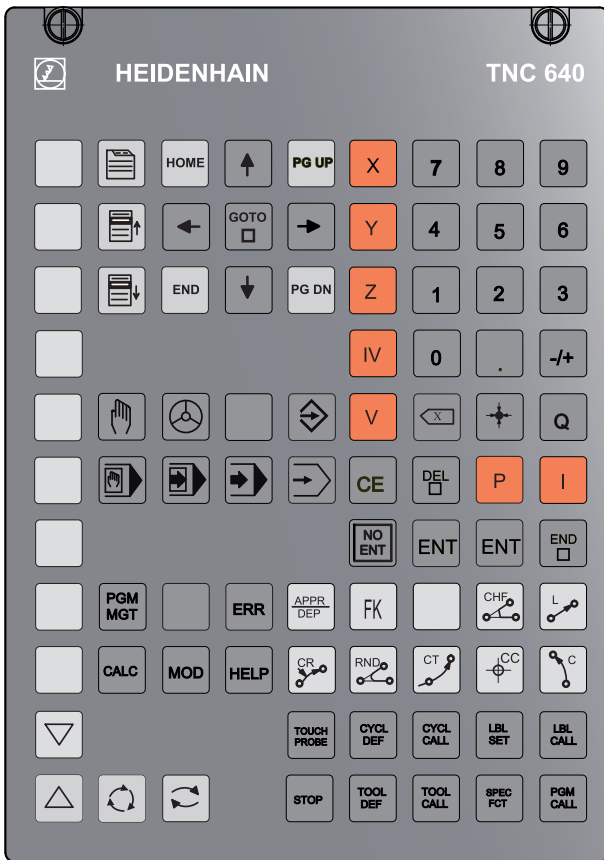 HEIDENHAIN TNC 640
HOME PG UP X 7 8 9
GOTO Y 4 5 6
END PG DN Z 1 2 3
IV 0 . -/+
V X Q
CE DEL P I
NO ENT ENT ENT END
PGM MGT ERR APPR DEP FK CHF L
CALC MOD HELP CR RND CT CC C
TOUCH PROBE CYCL DEF CYCL CALL LBL SET LBL CALL
STOP TOOL DEF TOOL CALL SPEC FCT PGM CALL